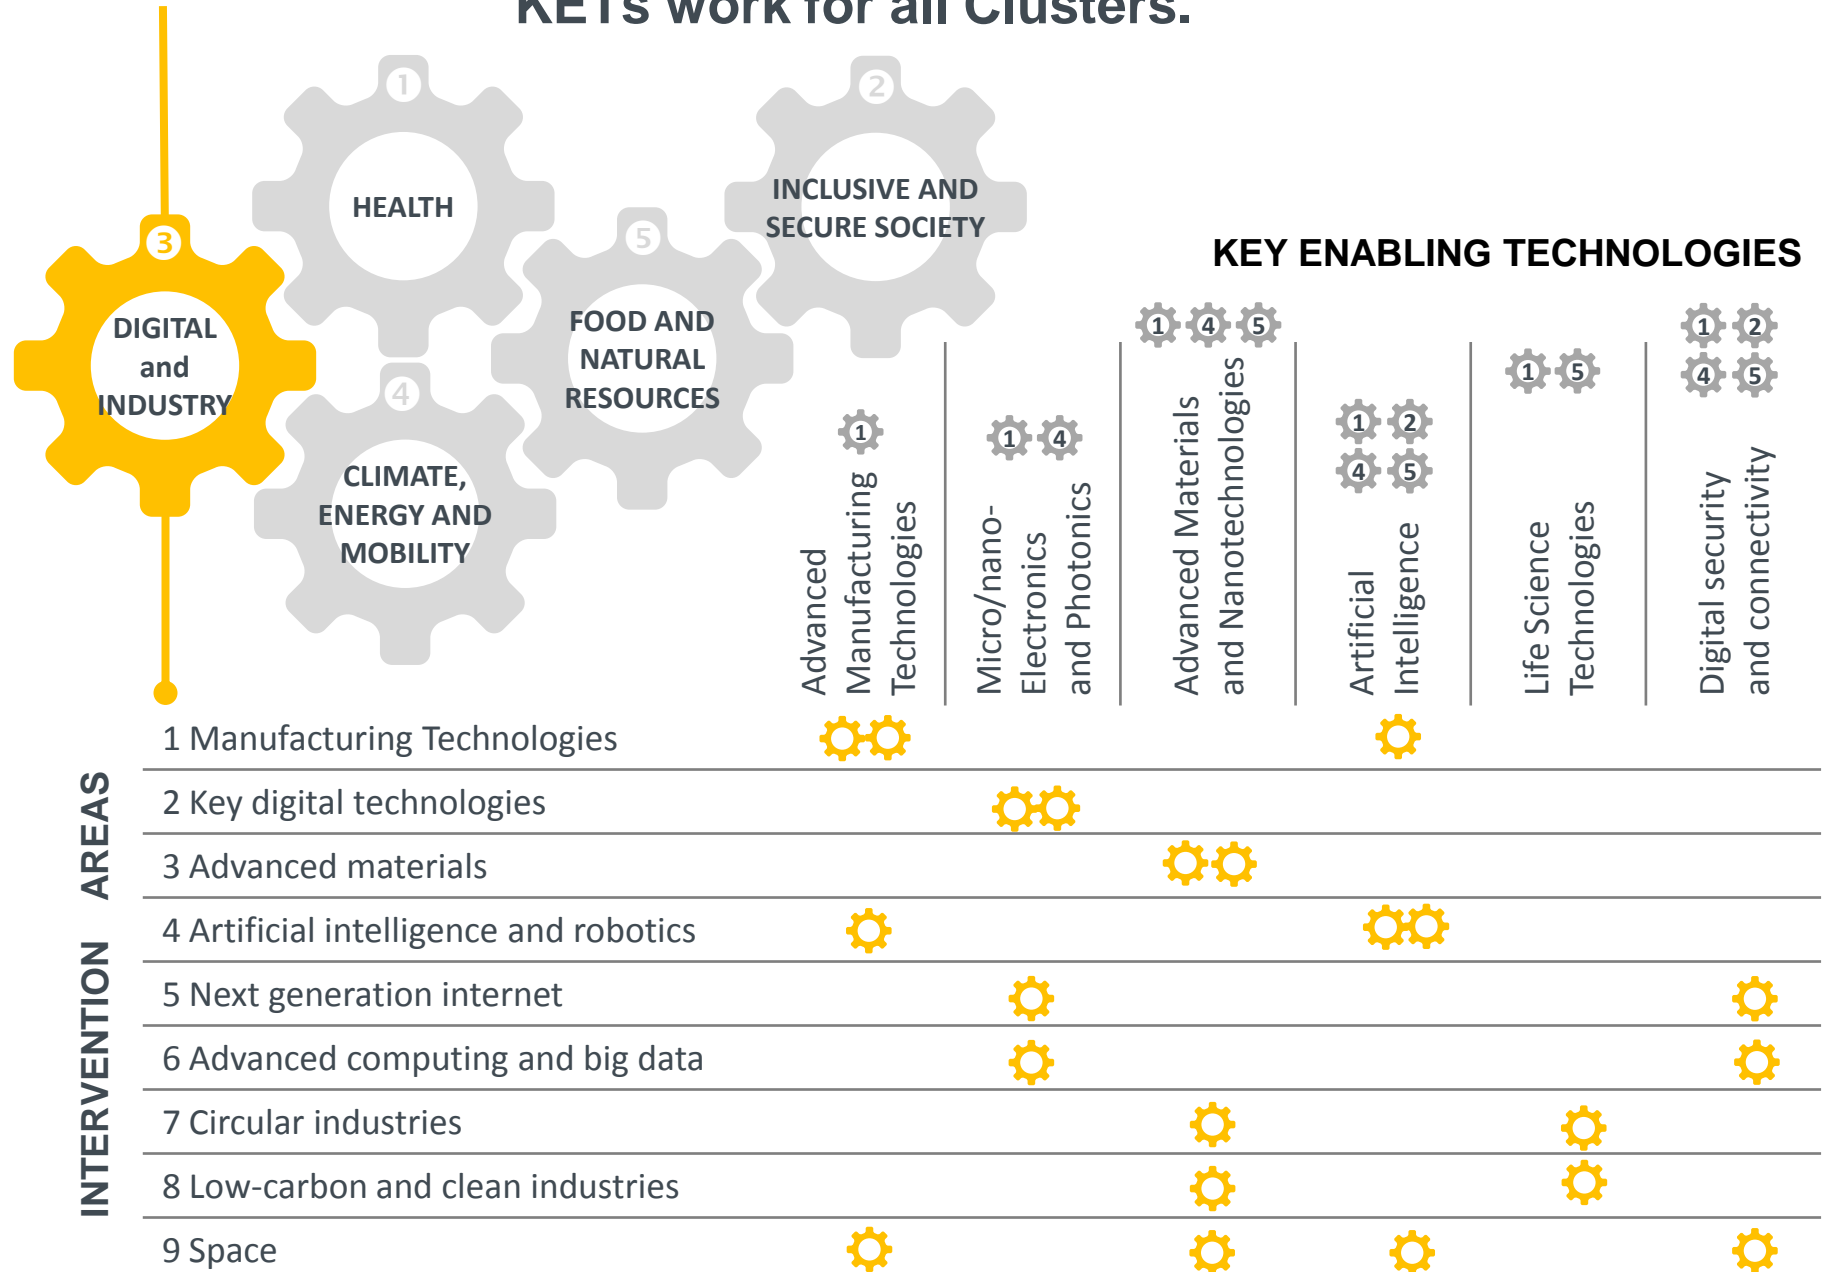 KETs work for all Clusters.
1
HEALTH
2
INCLUSIVE AND
SECURE SOCIETY
3
DIGITAL
and
INDUSTRY
5
FOOD AND
NATURAL
RESOURCES
4
CLIMATE,
ENERGY AND
MOBILITY
KEY ENABLING TECHNOLOGIES
1
Advanced
Manufacturing
Technologies
1 4
Micro/nano-
Electronics
and Photonics
1 4 5
Advanced Materials
and Nanotechnologies
1 2
4 5
Artificial
Intelligence
1 5
Life Science
Technologies
1 2
4 5
Digital security
and connectivity
INTERVENTION AREAS
1 Manufacturing Technologies
2 Key digital technologies
3 Advanced materials
4 Artificial intelligence and robotics
5 Next generation internet
6 Advanced computing and big data
7 Circular industries
8 Low-carbon and clean industries
9 Space